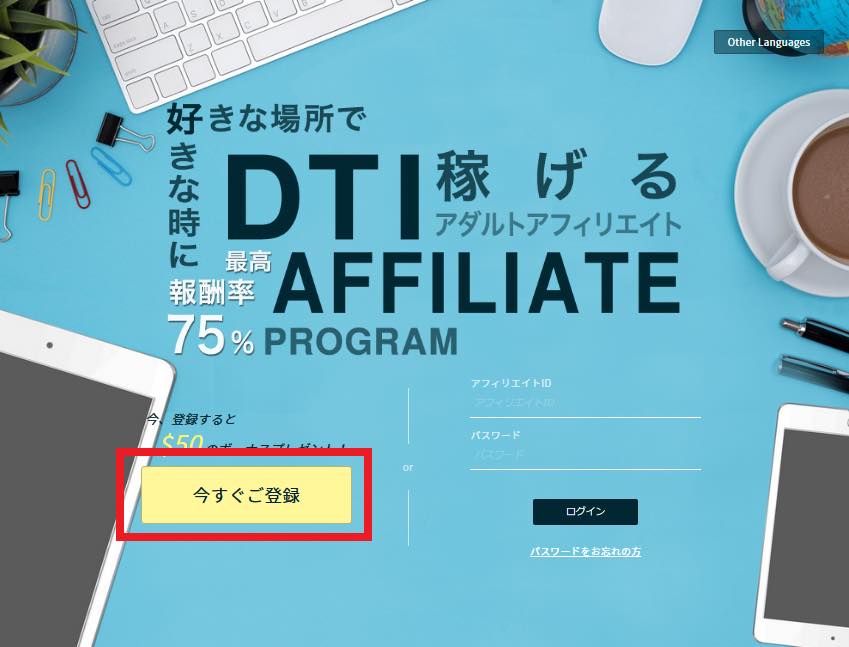 Other Languages
好きな場所で
好きな時に
DTI
稼げる
アダルトアフィリエイト
最高
報酬率
75%
AFFILIATE
PROGRAM
今、登録すると
$50のボーナスプレゼント!
今すぐご登録
or
アフィリエイトID
アフィリエイトID
パスワード
パスワード
ログイン
パスワードをお忘れの方